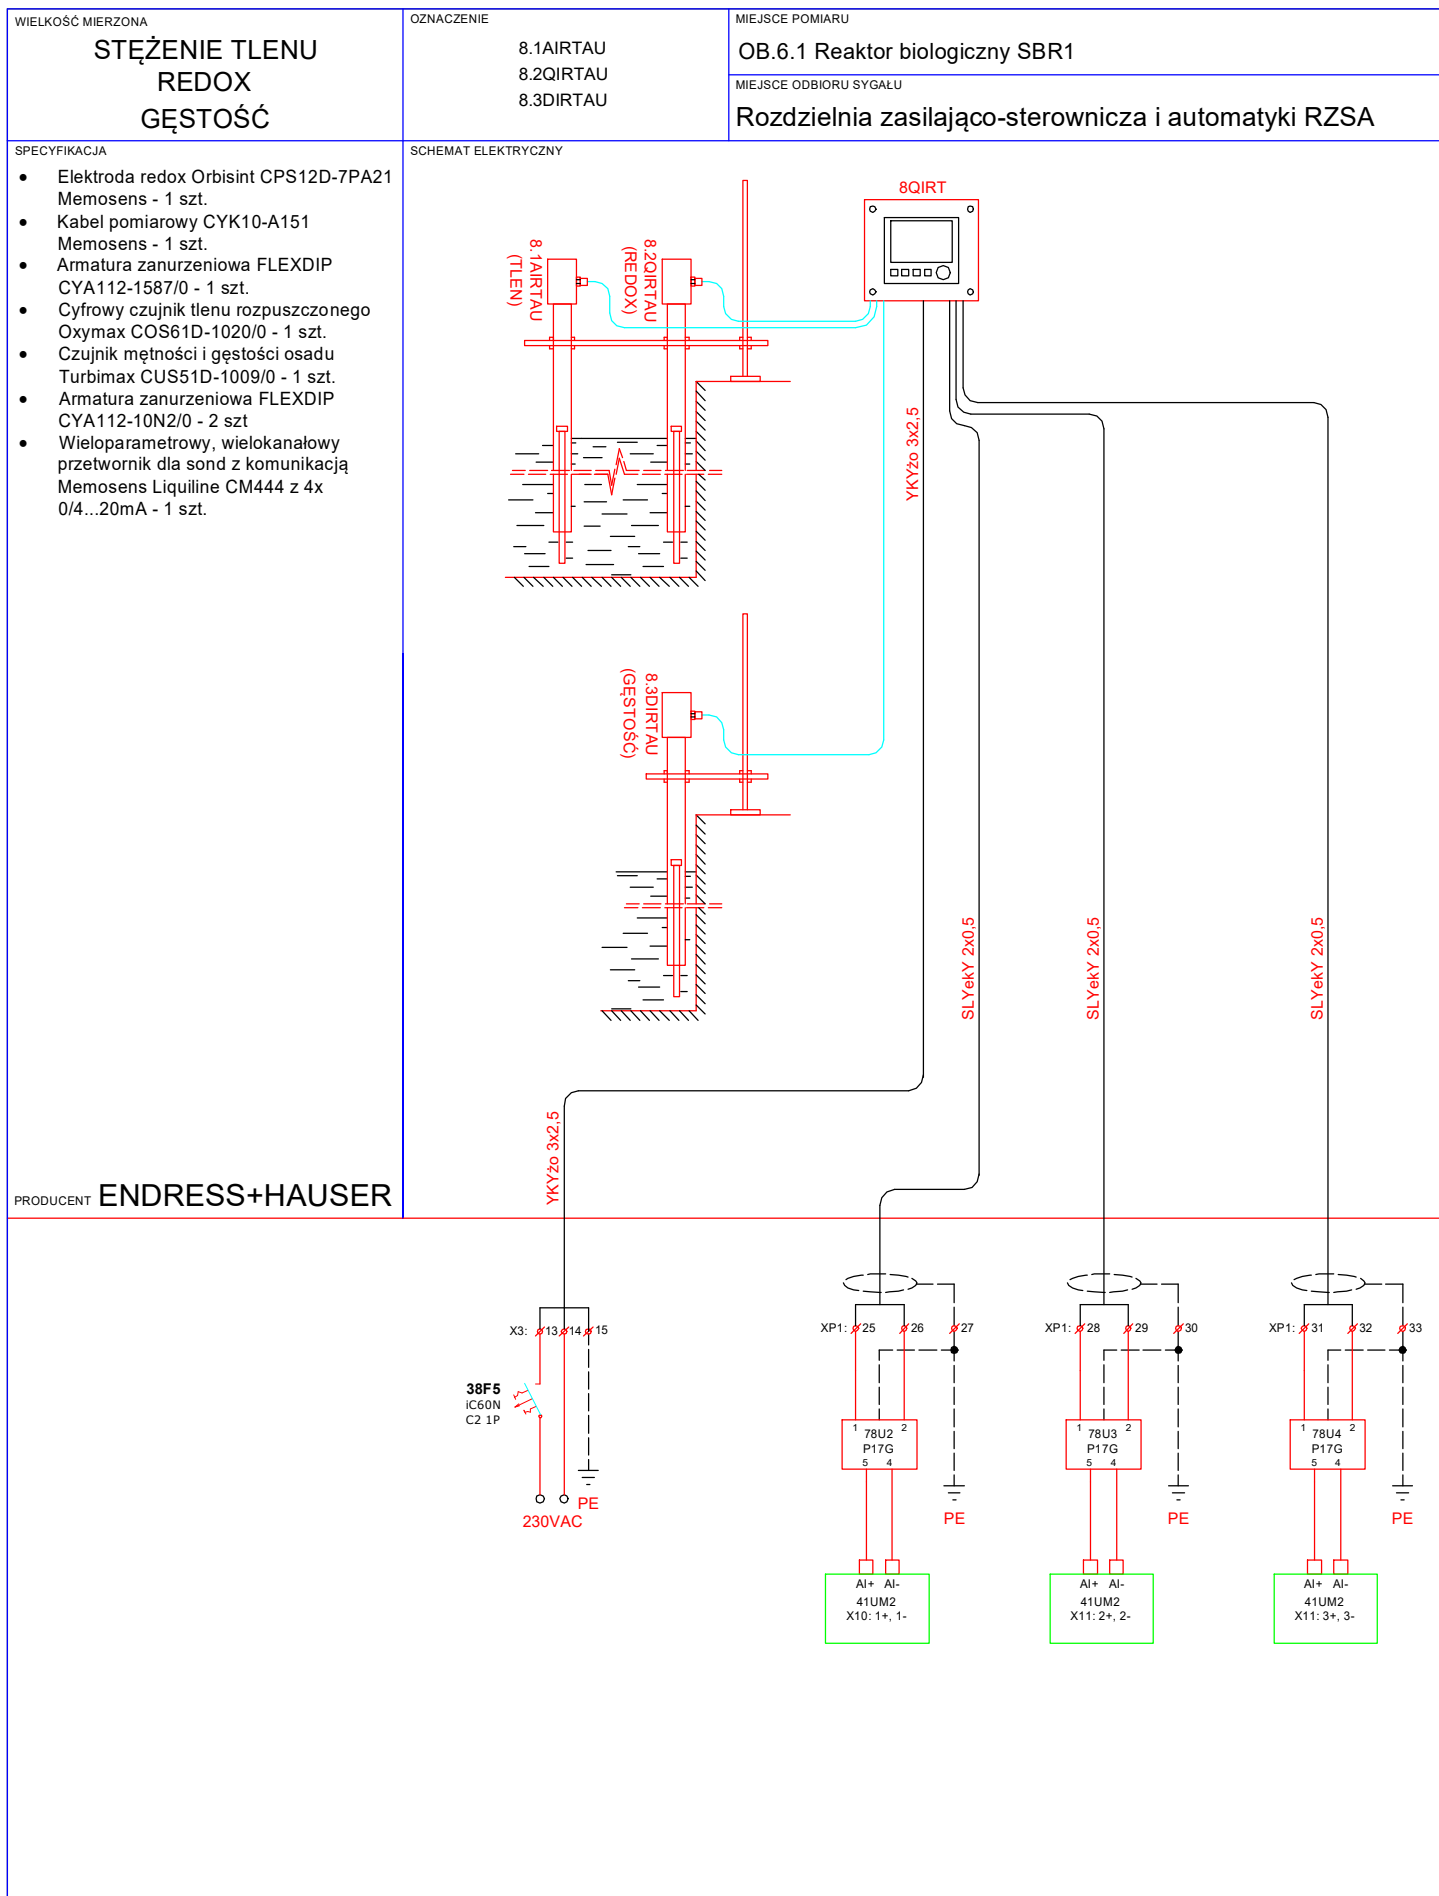 WIELKOŚĆ MIERZONA
STĘŻENIE TLENU
REDOX
GĘSTOŚĆ
OZNACZENIE
8.1AIRTAU
8.2QIRTAU
8.3DIRTAU
MIEJSCE POMIARU
OB.6.1 Reaktor biologiczny SBR1
MIEJSCE ODBIORU SYGAŁU
Rozdzielnia zasilająco-sterownicza i automatyki RZSA
SPECYFIKACJA
• Elektroda redox Orbisint CPS12D-7PA21
Memosens - 1 szt.
• Kabel pomiarowy CYK10-A151
Memosens - 1 szt.
• Armatura zanurzeniowa FLEXDIP
CYA112-1587/0 - 1 szt.
• Cyfrowy czujnik tlenu rozpuszczonego
Oxymax COS61D-1020/0 - 1 szt.
• Czujnik mętności i gęstości osadu
Turbimax CUS51D-1009/0 - 1 szt.
• Armatura zanurzeniowa FLEXDIP
CYA112-10N2/0 - 2 szt
• Wieloparametrowy, wielokanałowy
przetwornik dla sond z komunikacją
Memosens Liquiline CM444 z 4x
0/4...20mA - 1 szt.
PRODUCENT ENDRESS+HAUSER
SCHEMAT ELEKTRYCZNY
8QIRT
8.1AIRTAU
(TLEN)
8.2QIRTAU
(REDOX)
8.3DIRTAU
(GĘSTOŚĆ)
YKYżo 3x2,5
SLYekY 2x0,5
SLYekY 2x0,5
SLYekY 2x0,5
YKYżo 3x2,5
X3: 13 14 15
38F5
iC60N
C2 1P
PE
230VAC
XP1: 25 26 27
1 78U2 2
P17G
5 4
PE
AI+ AI-
41UM2
X10: 1+, 1-
XP1: 28 29 30
1 78U3 2
P17G
5 4
PE
AI+ AI-
41UM2
X11: 2+, 2-
XP1: 31 32 33
1 78U4 2
P17G
5 4
PE
AI+ AI-
41UM2
X11: 3+, 3-